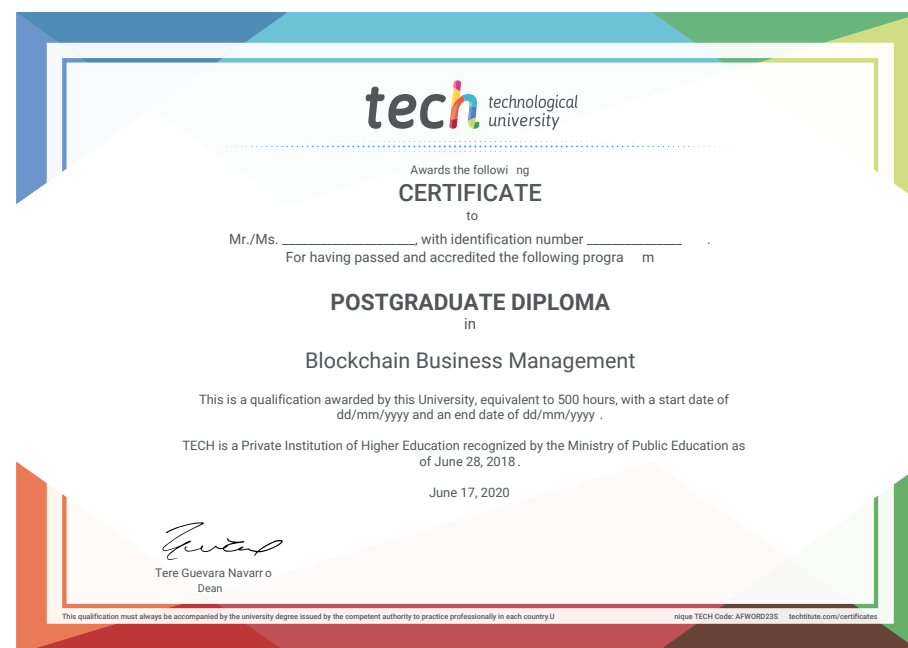 tech technological
university
Awards the followi ng
CERTIFICATE
to
Mr./Ms. ___________________, with identification number ______________ .
For having passed and accredited the following progra m
POSTGRADUATE DIPLOMA
in
Blockchain Business Management
This is a qualification awarded by this University, equivalent to 500 hours, with a start date of
dd/mm/yyyy and an end date of dd/mm/yyyy .
TECH is a Private Institution of Higher Education recognized by the Ministry of Public Education as
of June 28, 2018 .
June 17, 2020
Tere Guevara Navarr o
Dean
This qualification must always be accompanied by the university degree issued by the competent authority to practice professionally in each country.U nique TECH Code: AFWORD23S techtitute.com/certificates